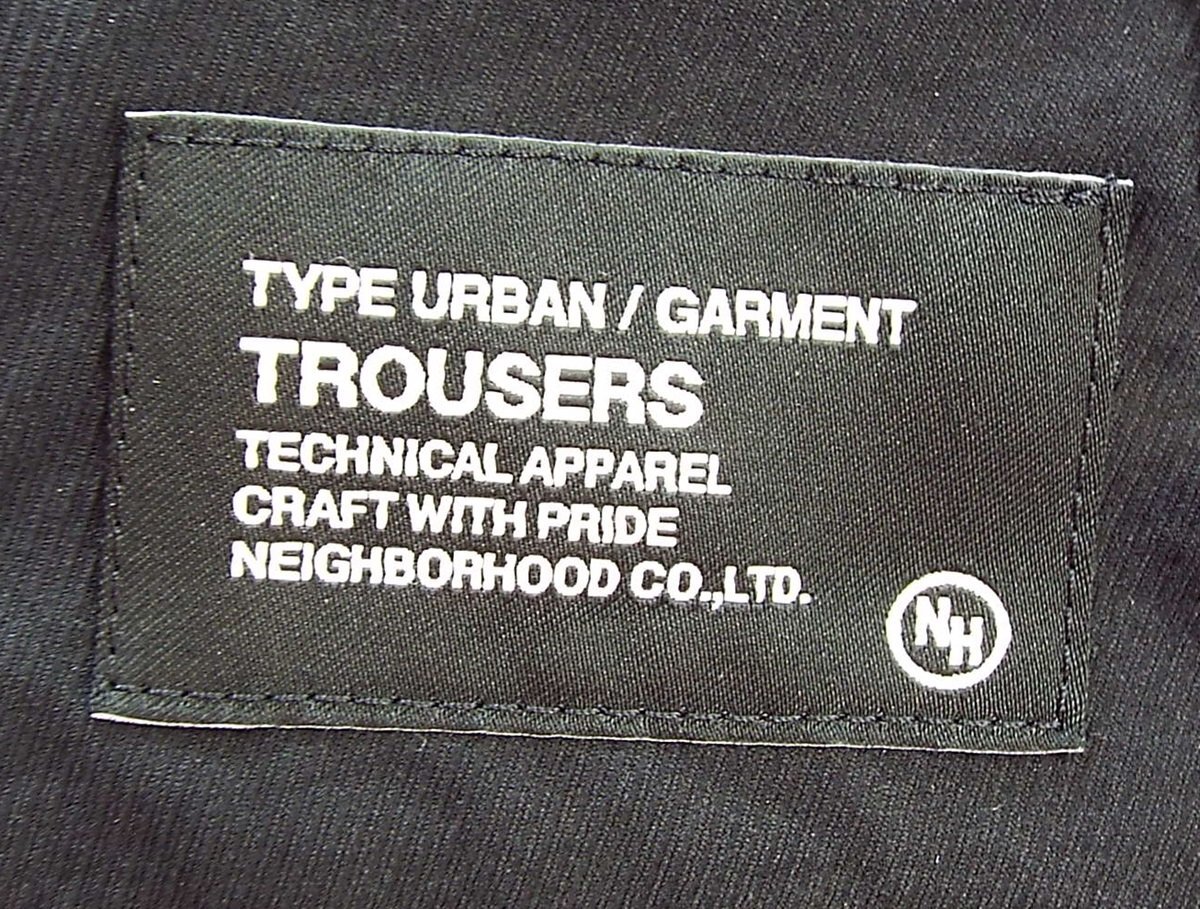 TYPE URBAN / GARMENT
TROUSERS
TECHNICAL APPAREL
CRAFT WITH PRIDE
NEIGHBORHOOD CO.,LTD.
NH